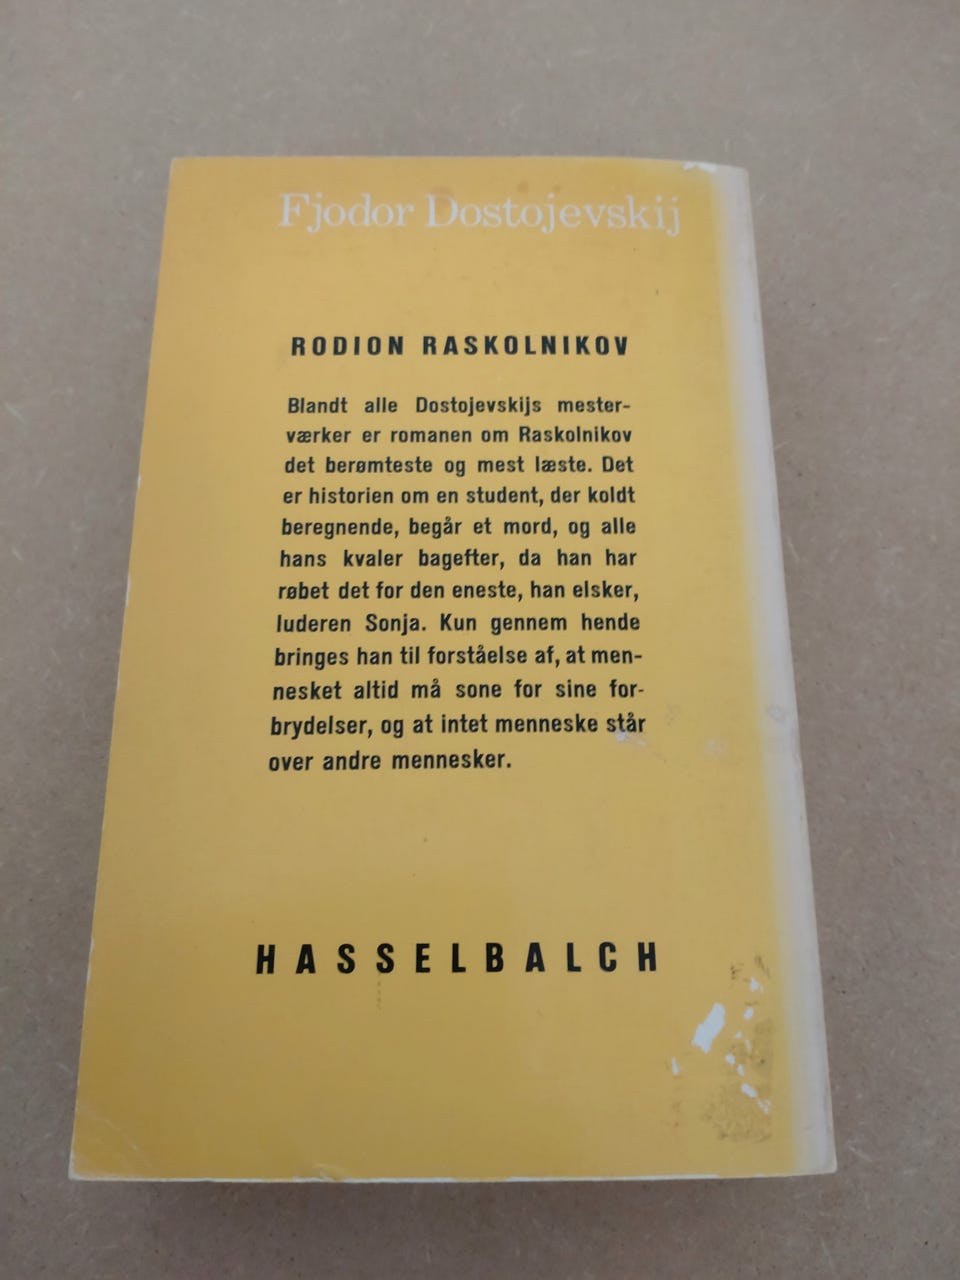 Fjodor Dostojevskij
RODION RASKOLNIKOV
Blandt alle Dostojevskijs mester-
værker er romanen om Raskolnikov
det berømteste og mest læste. Det
er historien om en student, der koldt
beregnende, begår et mord, og alle
hans kvaler bagefter, da han har
røbet det for den eneste, han elsker,
luderen Sonja. Kun gennem hende
bringes han til forståelse af, at men-
nesket altid må sone for sine for-
brydelser, og at intet menneske står
over andre mennesker.
HASSELBALCH